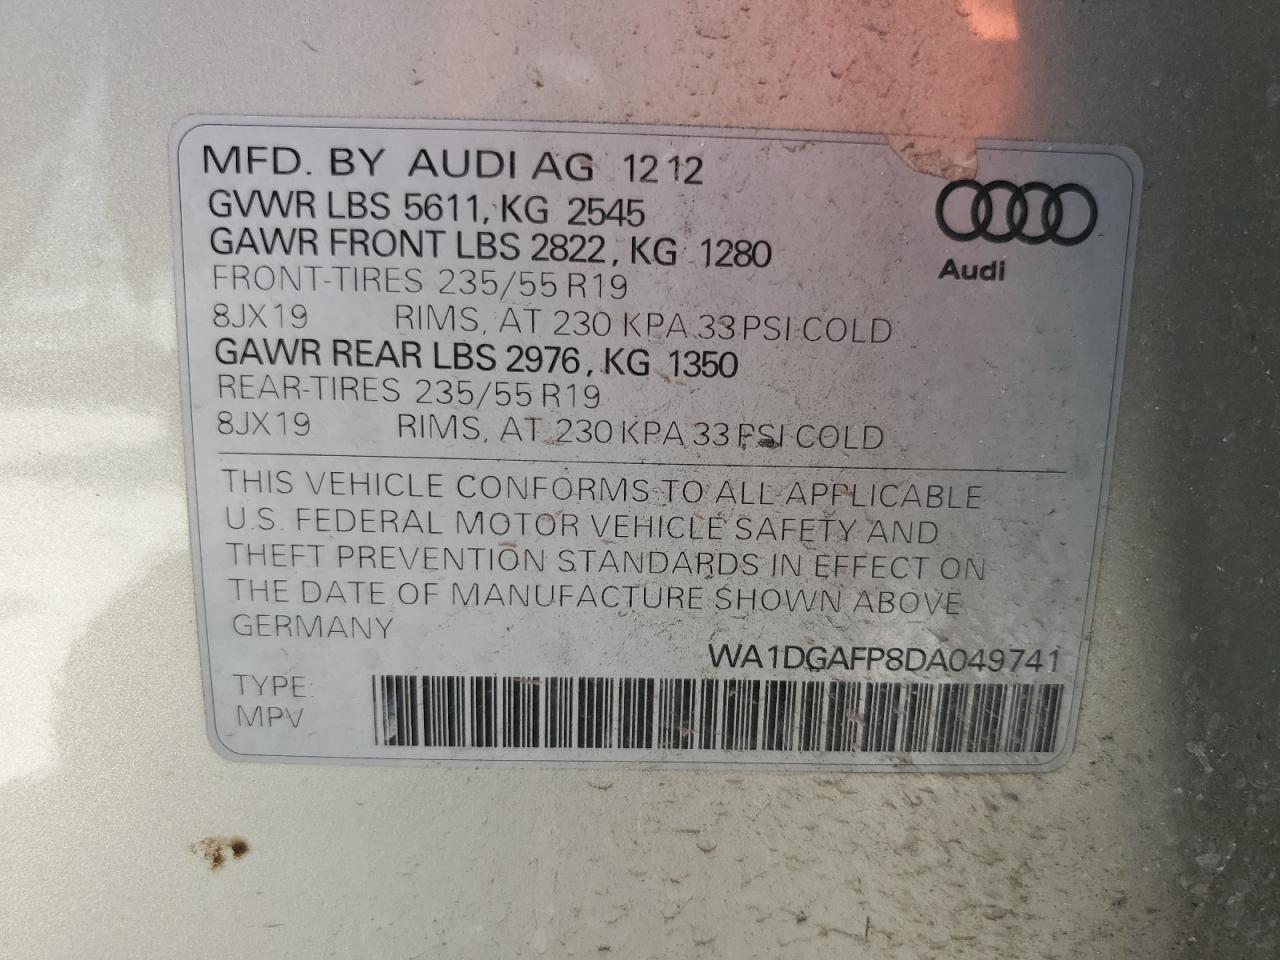 MFD. BY AUDI AG 12 12
GVWR LBS 5611, KG 2545
GAWR FRONT LBS 2822, KG 1280
Audi
FRONT-TIRES 235/55 R19
8JX19 RIMS, AT 230 KPA 33 PSI COLD
GAWR REAR LBS 2976, KG 1350
REAR-TIRES 235/55 R19
8JX19 RIMS, AT 230 KPA 33 PSI COLD
THIS VEHICLE CONFORMS TO ALL APPLICABLE
U.S. FEDERAL MOTOR VEHICLE SAFETY AND
THEFT PREVENTION STANDARDS IN EFFECT ON
THE DATE OF MANUFACTURE SHOWN ABOVE
GERMANY
WA1DGAFP8DA049741
TYPE:
MPV